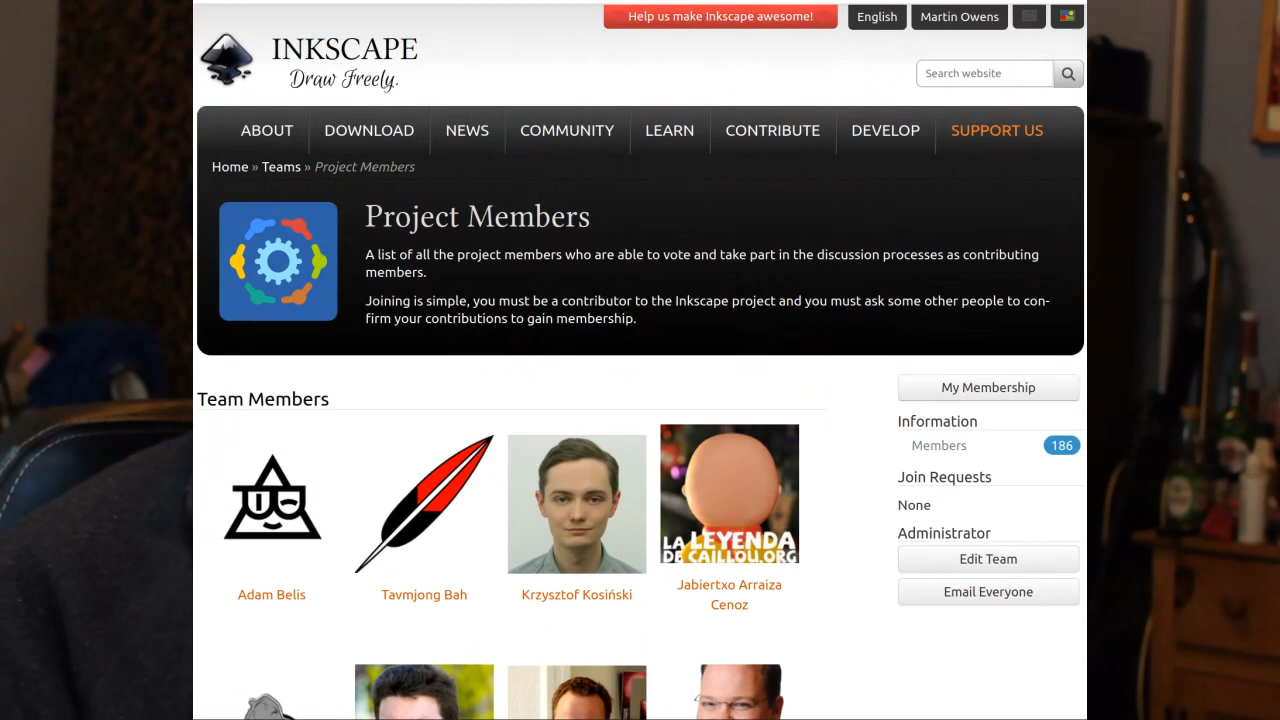 Help us make Inkscape awesome!
English
Martin Owens
INKSCAPE
Draw Freely.
Search website
ABOUT
DOWNLOAD
NEWS
COMMUNITY
LEARN
CONTRIBUTE
DEVELOP
SUPPORT US
Home » Teams » Project Members
Project Members
A list of all the project members who are able to vote and take part in the discussion processes as contributing
members.
Joining is simple, you must be a contributor to the Inkscape project and you must ask some other people to con-
firm your contributions to gain membership.
Team Members
LA LEYENDA
DE CAILLOU.ORG
Adam Belis
Tavmjong Bah
Krzysztof Kosiński
Jabiertxo Arraiza
Cenoz
My Membership
Information
Members 186
Join Requests
None
Administrator
Edit Team
Email Everyone